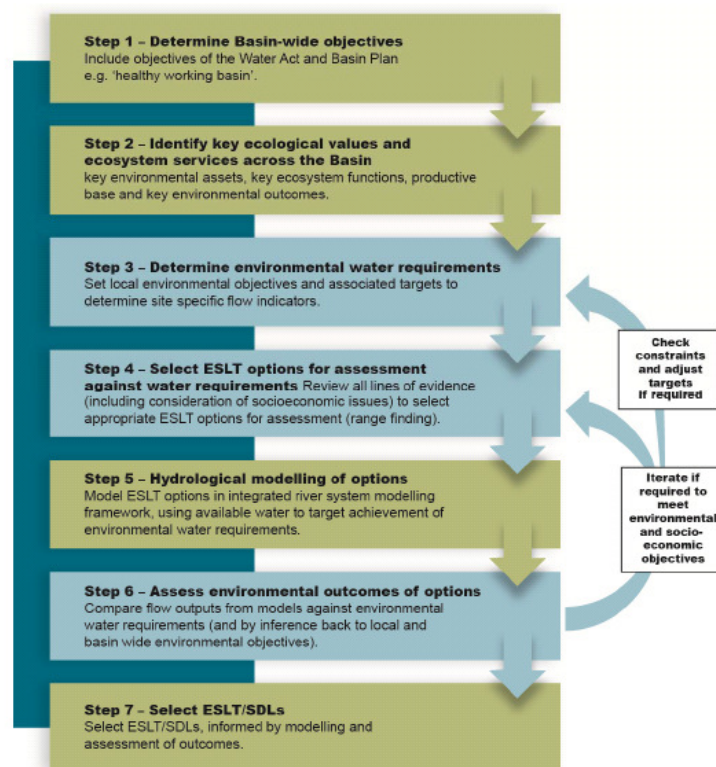 Step 1 – Determine Basin-wide objectives
Include objectives of the Water Act and Basin Plan
e.g. ‘healthy working basin’.
Step 2 – Identify key ecological values and
ecosystem services across the Basin
key environmental assets, key ecosystem functions, productive
base and key environmental outcomes.
Step 3 – Determine environmental water requirements
Set local environmental objectives and associated targets to
determine site specific flow indicators.
Check
constraints
and adjust
targets
if required
Step 4 – Select ESLT options for assessment
against water requirements Review all lines of evidence
(including consideration of socioeconomic issues) to select
appropriate ESLT options for assessment (range finding).
Step 5 – Hydrological modelling of options
Model ESLT options in integrated river system modelling
framework, using available water to target achievement of
environmental water requirements.
Iterate if
required to
meet
environmental
and socio-
economic
objectives
Step 6 – Assess environmental outcomes of options
Compare flow outputs from models against environmental
water requirements (and by inference back to local and
basin wide environmental objectives).
Step 7 – Select ESLT/SDLs
Select ESLT/SDLs, informed by modelling and
assessment of outcomes.